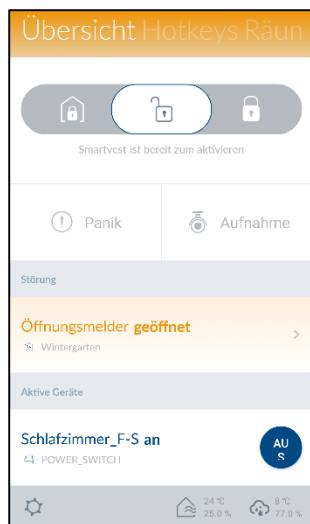 Übersicht Hotkeys Räun
Smartvest ist bereit zum aktivieren
Panik Aufnahme
Störung
Öffnungsmelder geöffnet
Wintergarten
Aktive Geräte
Schlafzimmer_F-S an
POWER_SWITCH
AU
S
24 °C 8 °C
25.0 % 77.0 %